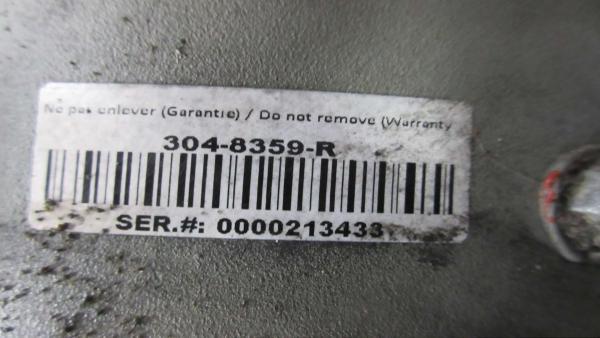 Ne pas enlever (Garantie) / Do not remove (Warranty
304-8359-R
SER.#: 0000213433